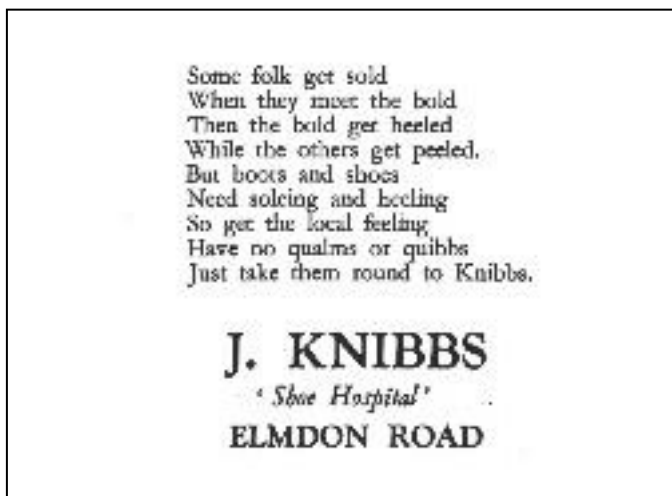 Some folk get sold
When they meet the bold
Then the bold get heeled
While the others get peeled.
But boots and shoes
Need soleing and heeling
So get the local feeling
Have no qualms or quibbs
Just take them round to Knibbs.
J. KNIBBS
' Shoe Hospital '
ELMDON ROAD